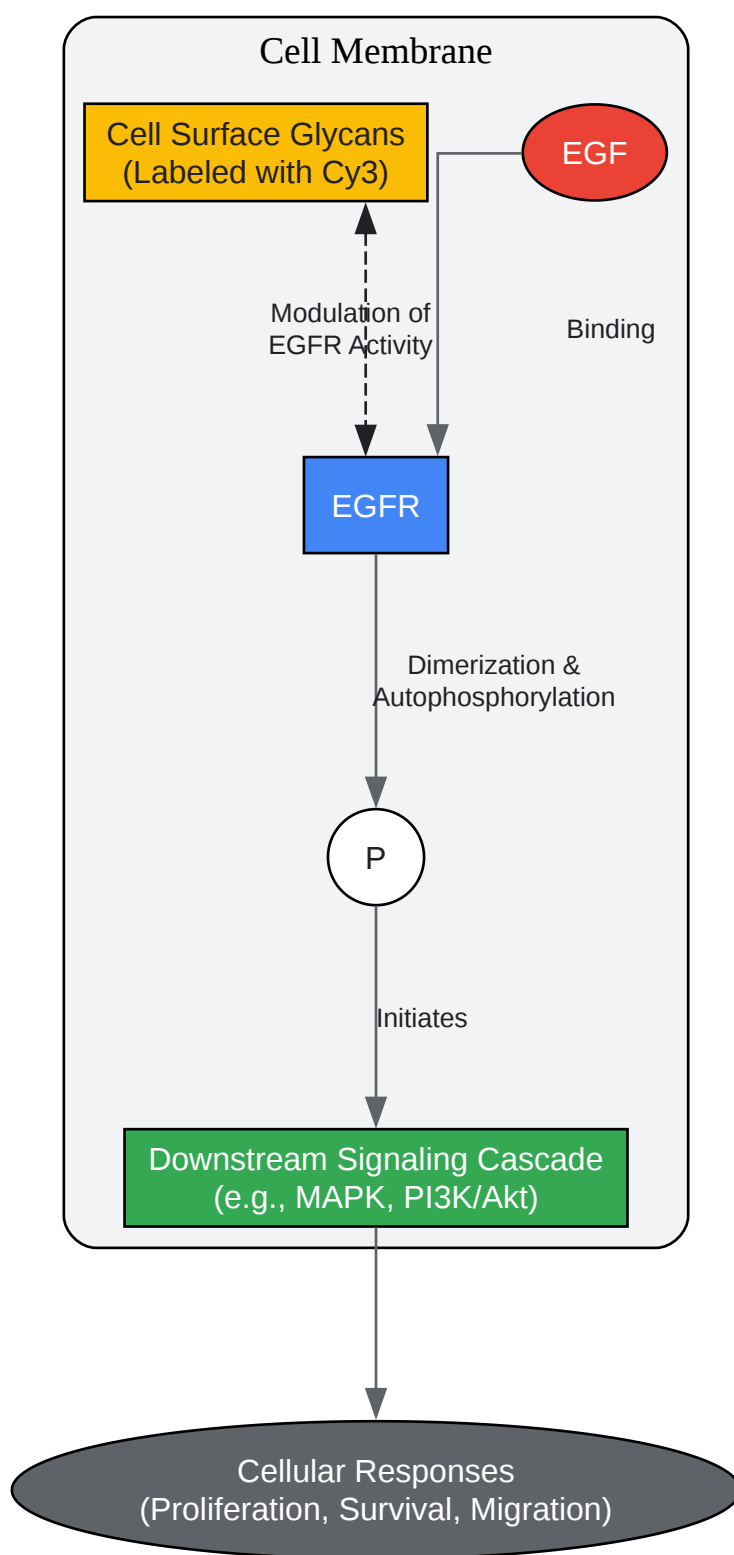 Cell Membrane
Cell Surface Glycans
(Labeled with Cy3)
EGF
Modulation of
EGFR Activity
Binding
EGFR
Dimerization &
Autophosphorylation
P
Initiates
Downstream Signaling Cascade
(e.g., MAPK, PI3K/Akt)
Cellular Responses
(Proliferation, Survival, Migration)